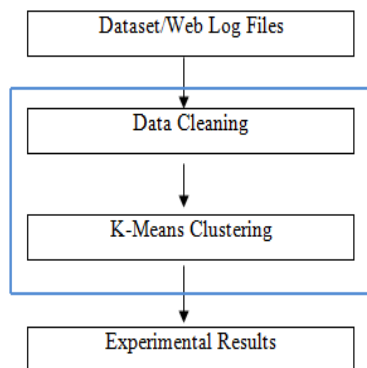 Dataset/Web Log Files
Data Cleaning
K-Means Clustering
Experimental Results